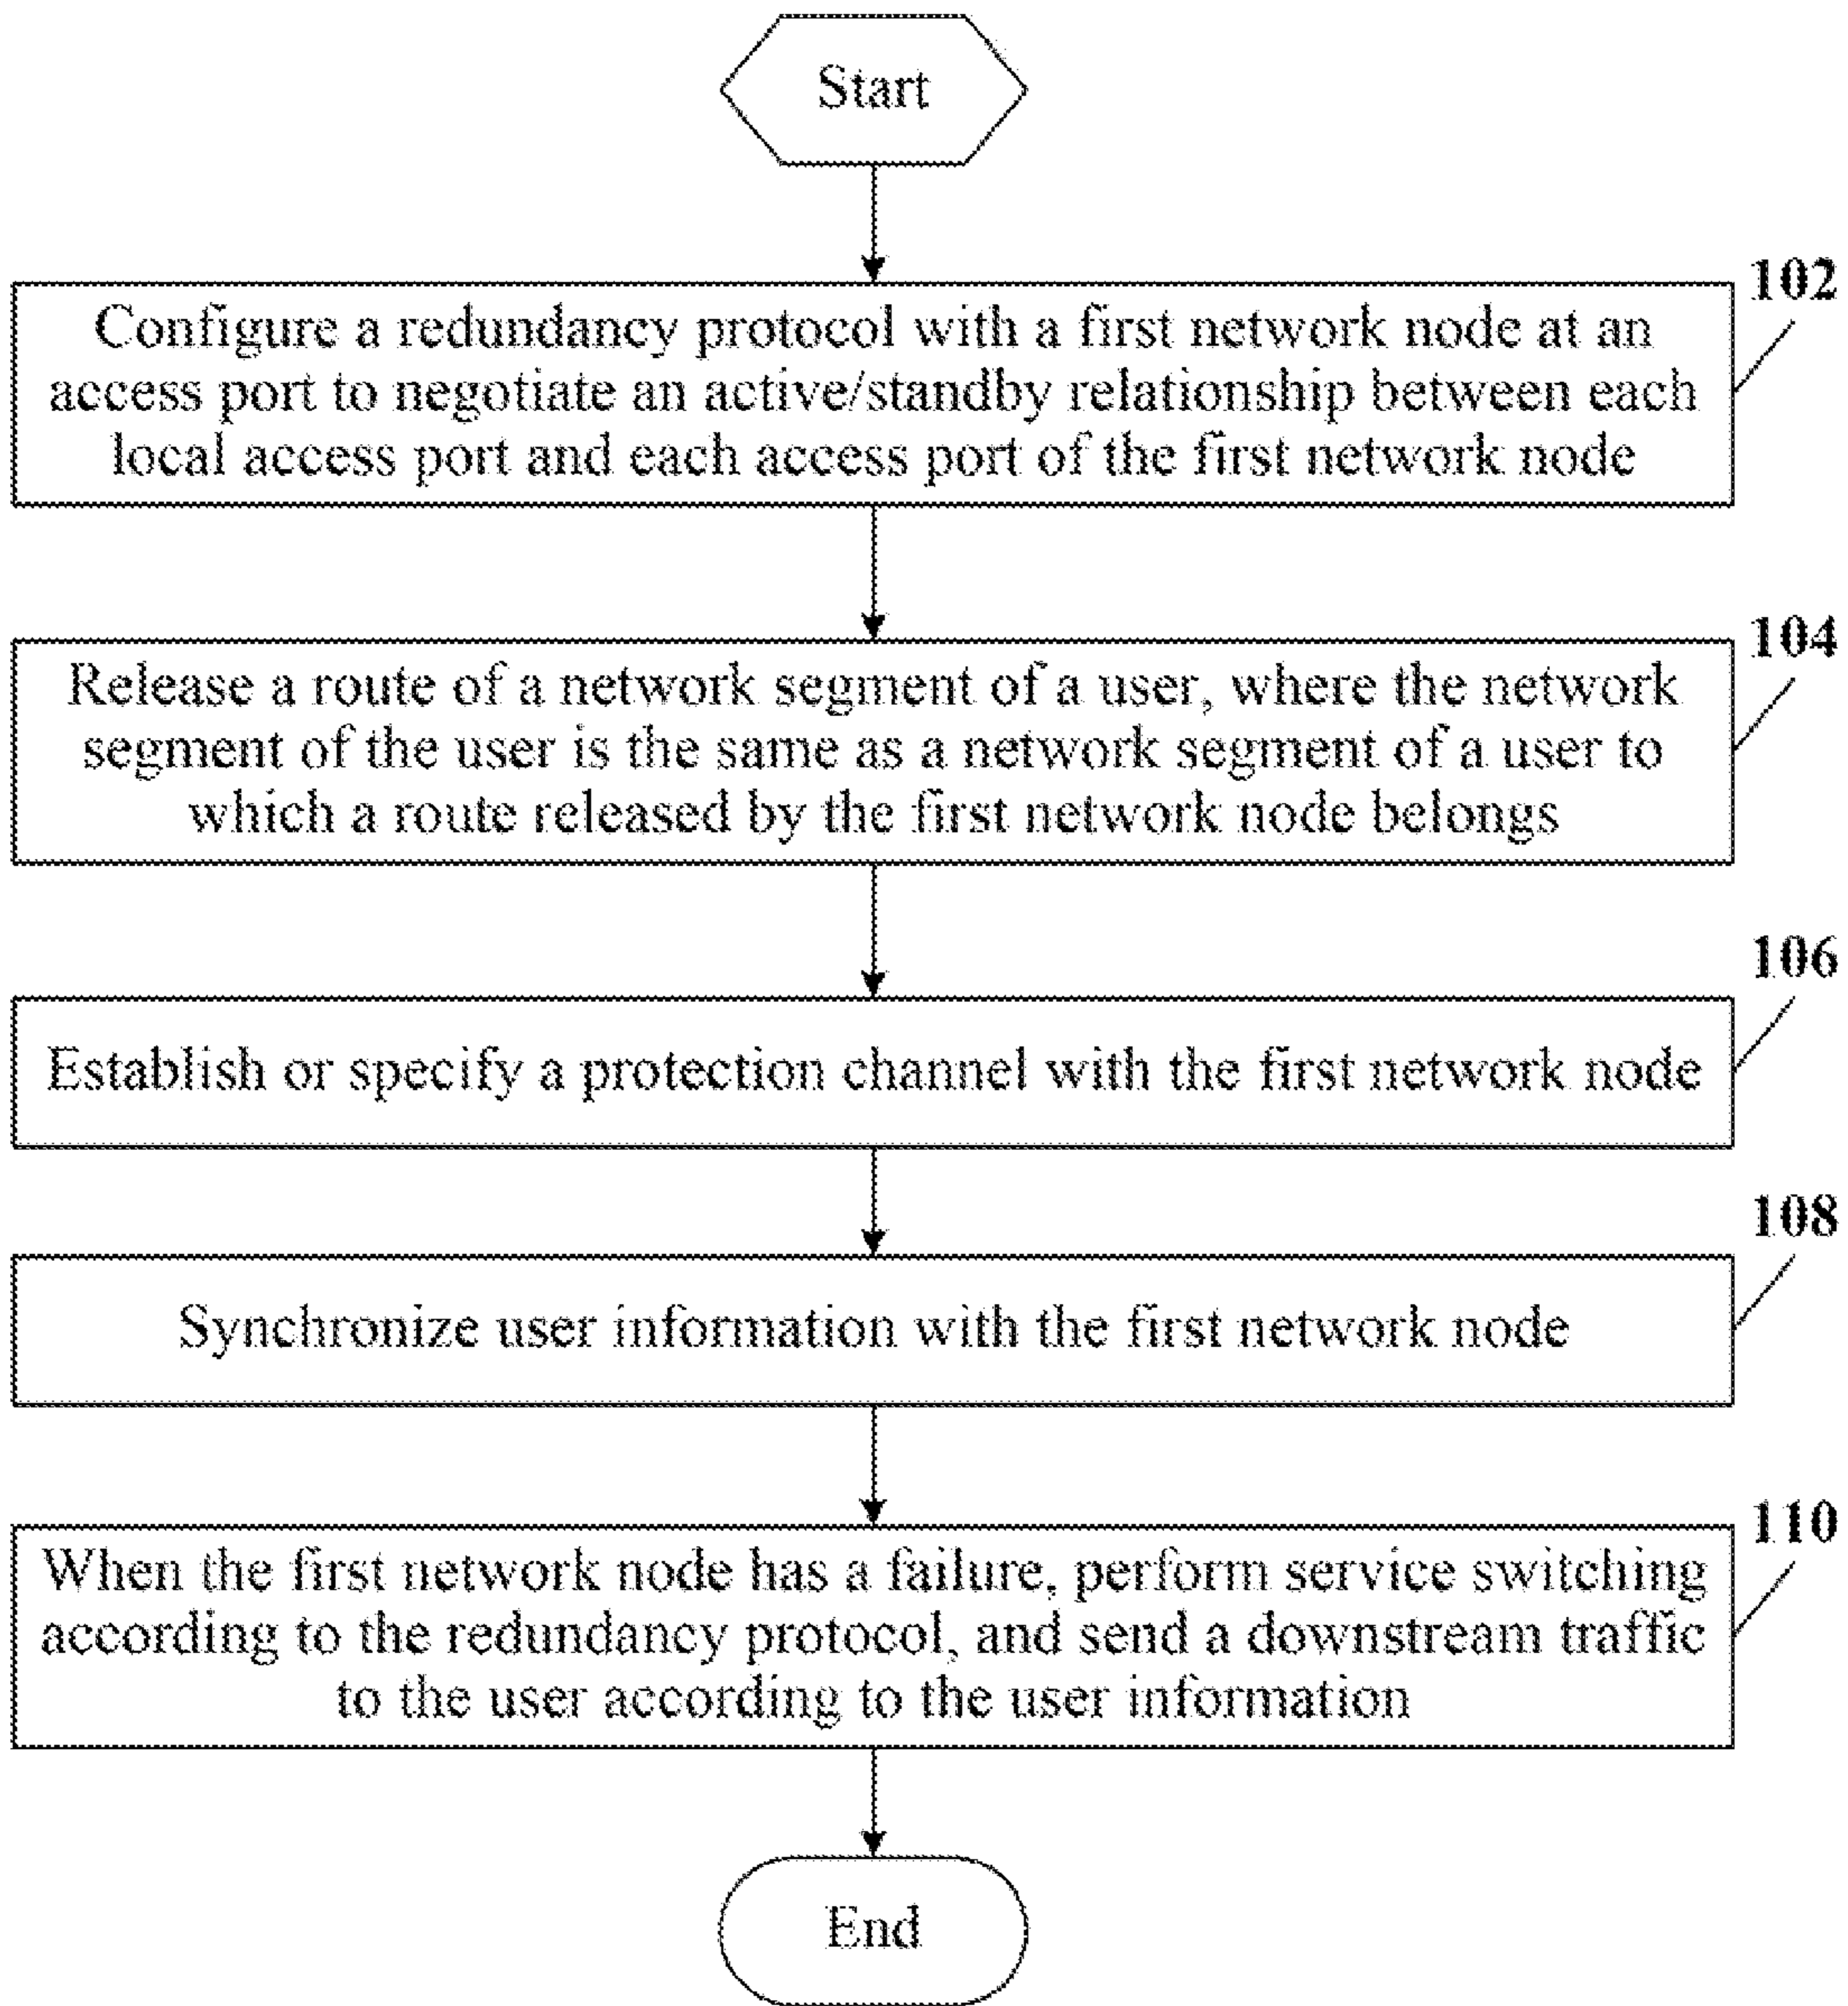 Start
102
Configure a redundancy protocol with a first network node at an
access port to negotiate an active/standby relationship between each
local access port and each access port of the first network node
104
Release a route of a network segment of a user, where the network
segment of the user is the same as a network segment of a user to
which a route released by the first network node belongs
106
Establish or specify a protection channel with the first network node
108
Synchronize user information with the first network node
110
When the first network node has a failure, perform service switching
according to the redundancy protocol, and send a downstream traffic
to the user according to the user information
End